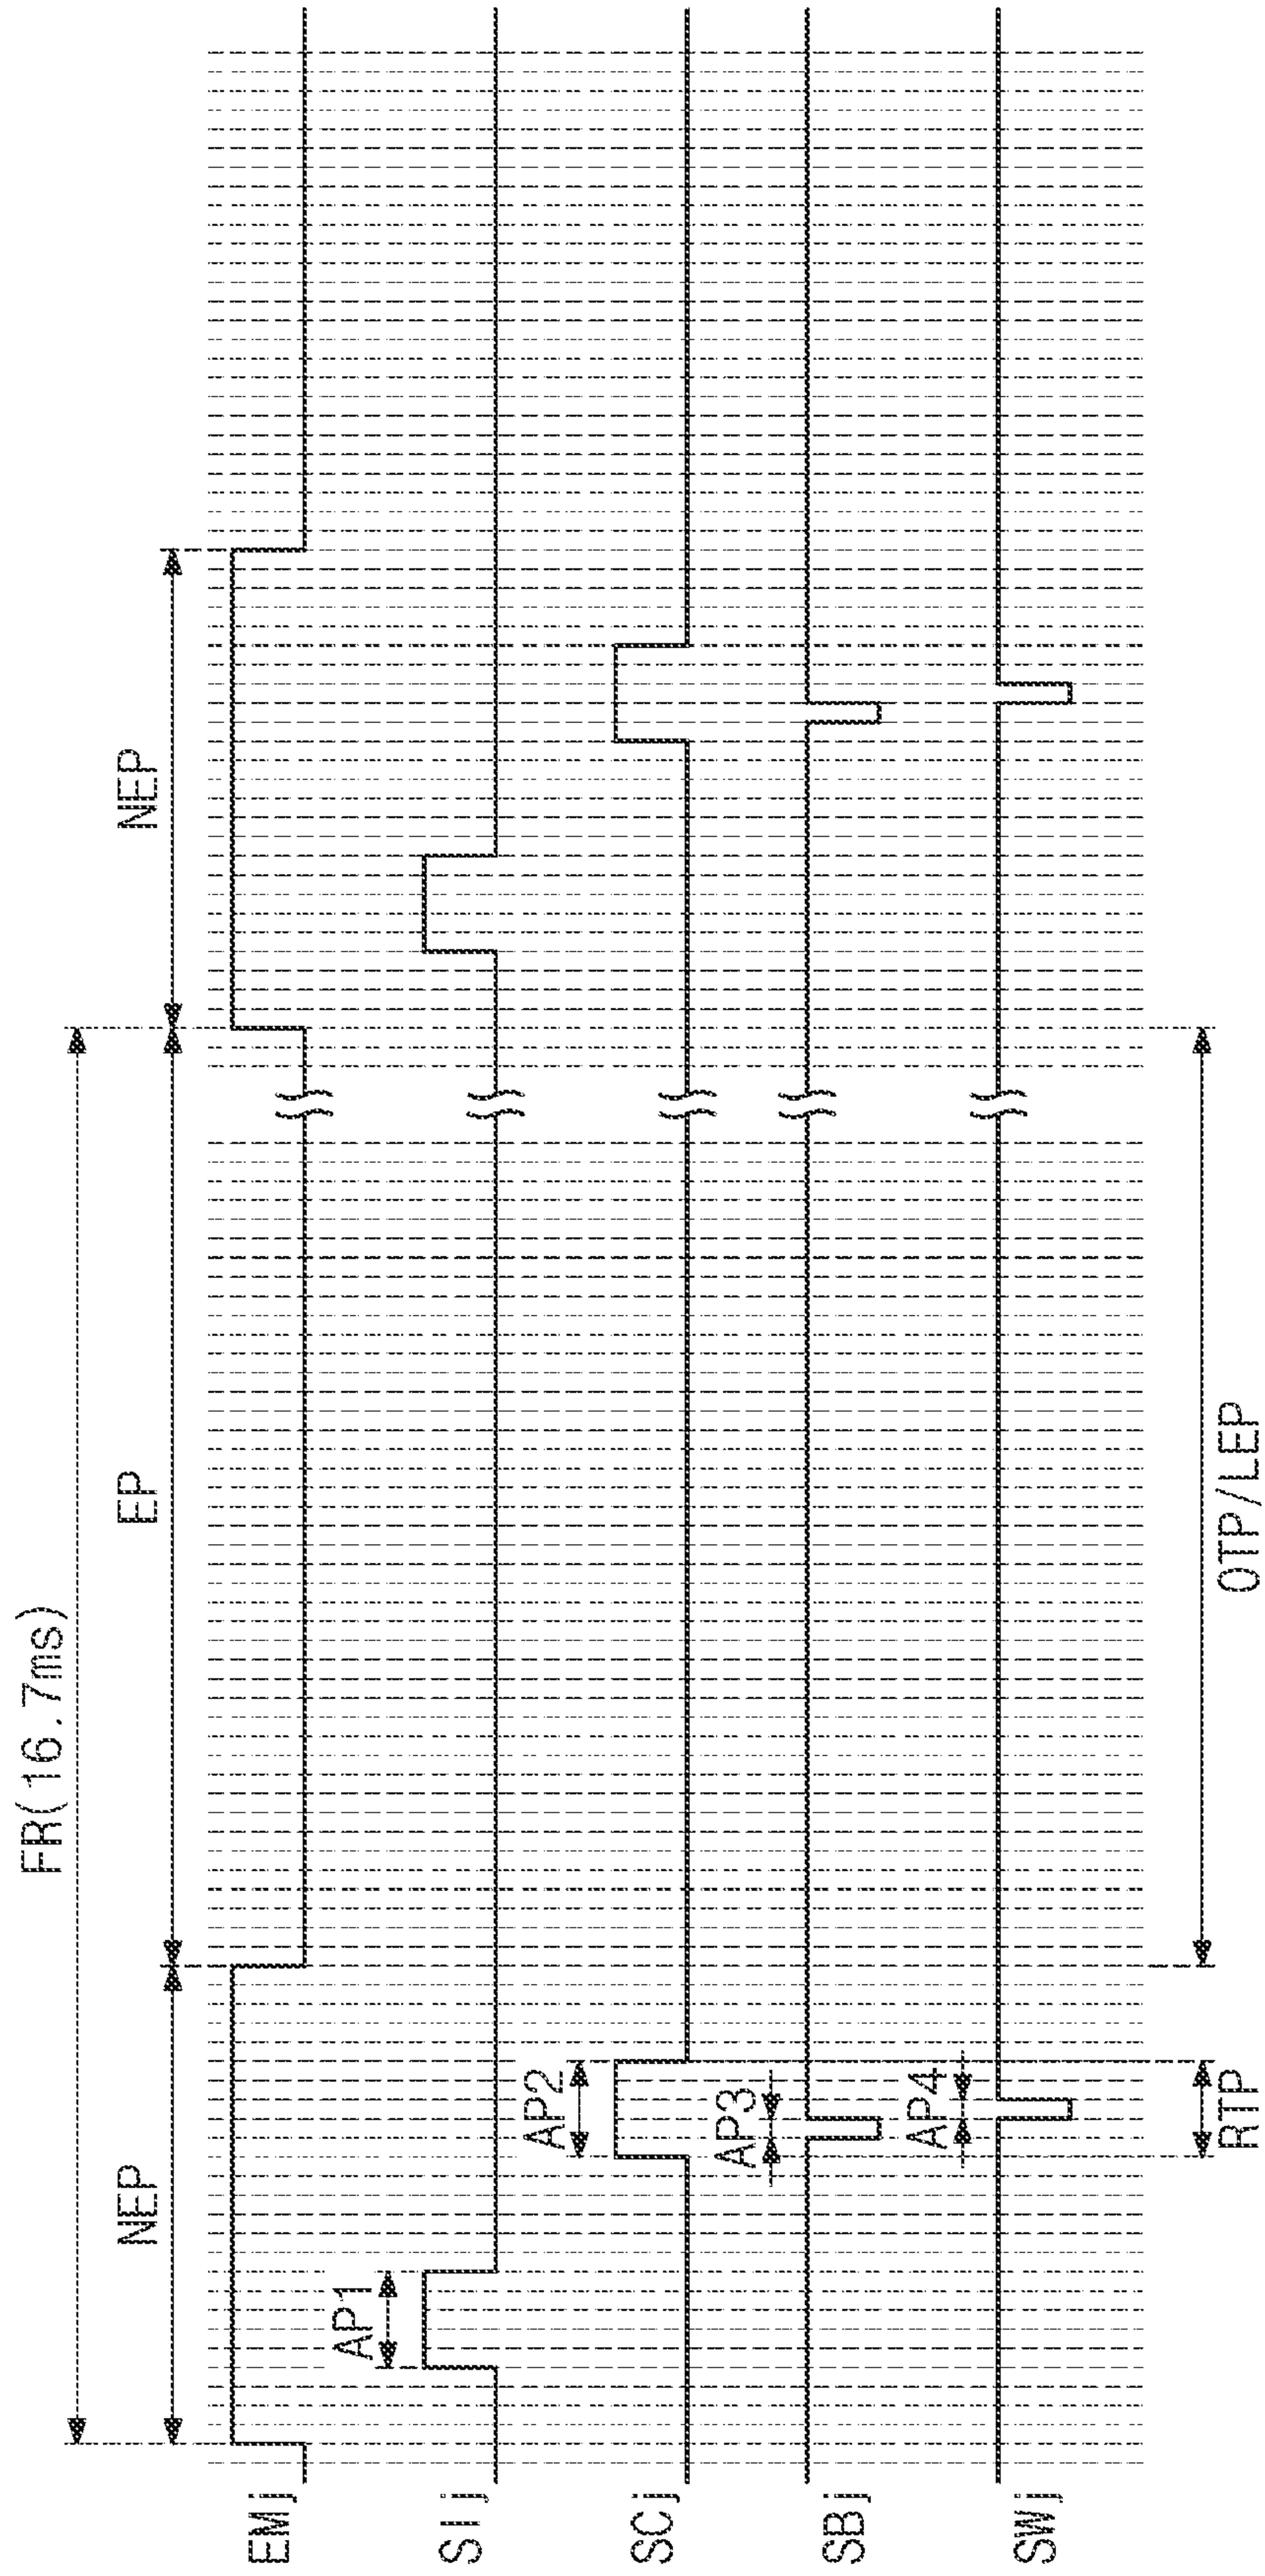 FR(16.7ms)
NEP
EP
NEP
EMj
AP1
SIj
AP2
SCj
AP3
SBj
AP4
SWj
RTP
OTP/LEP